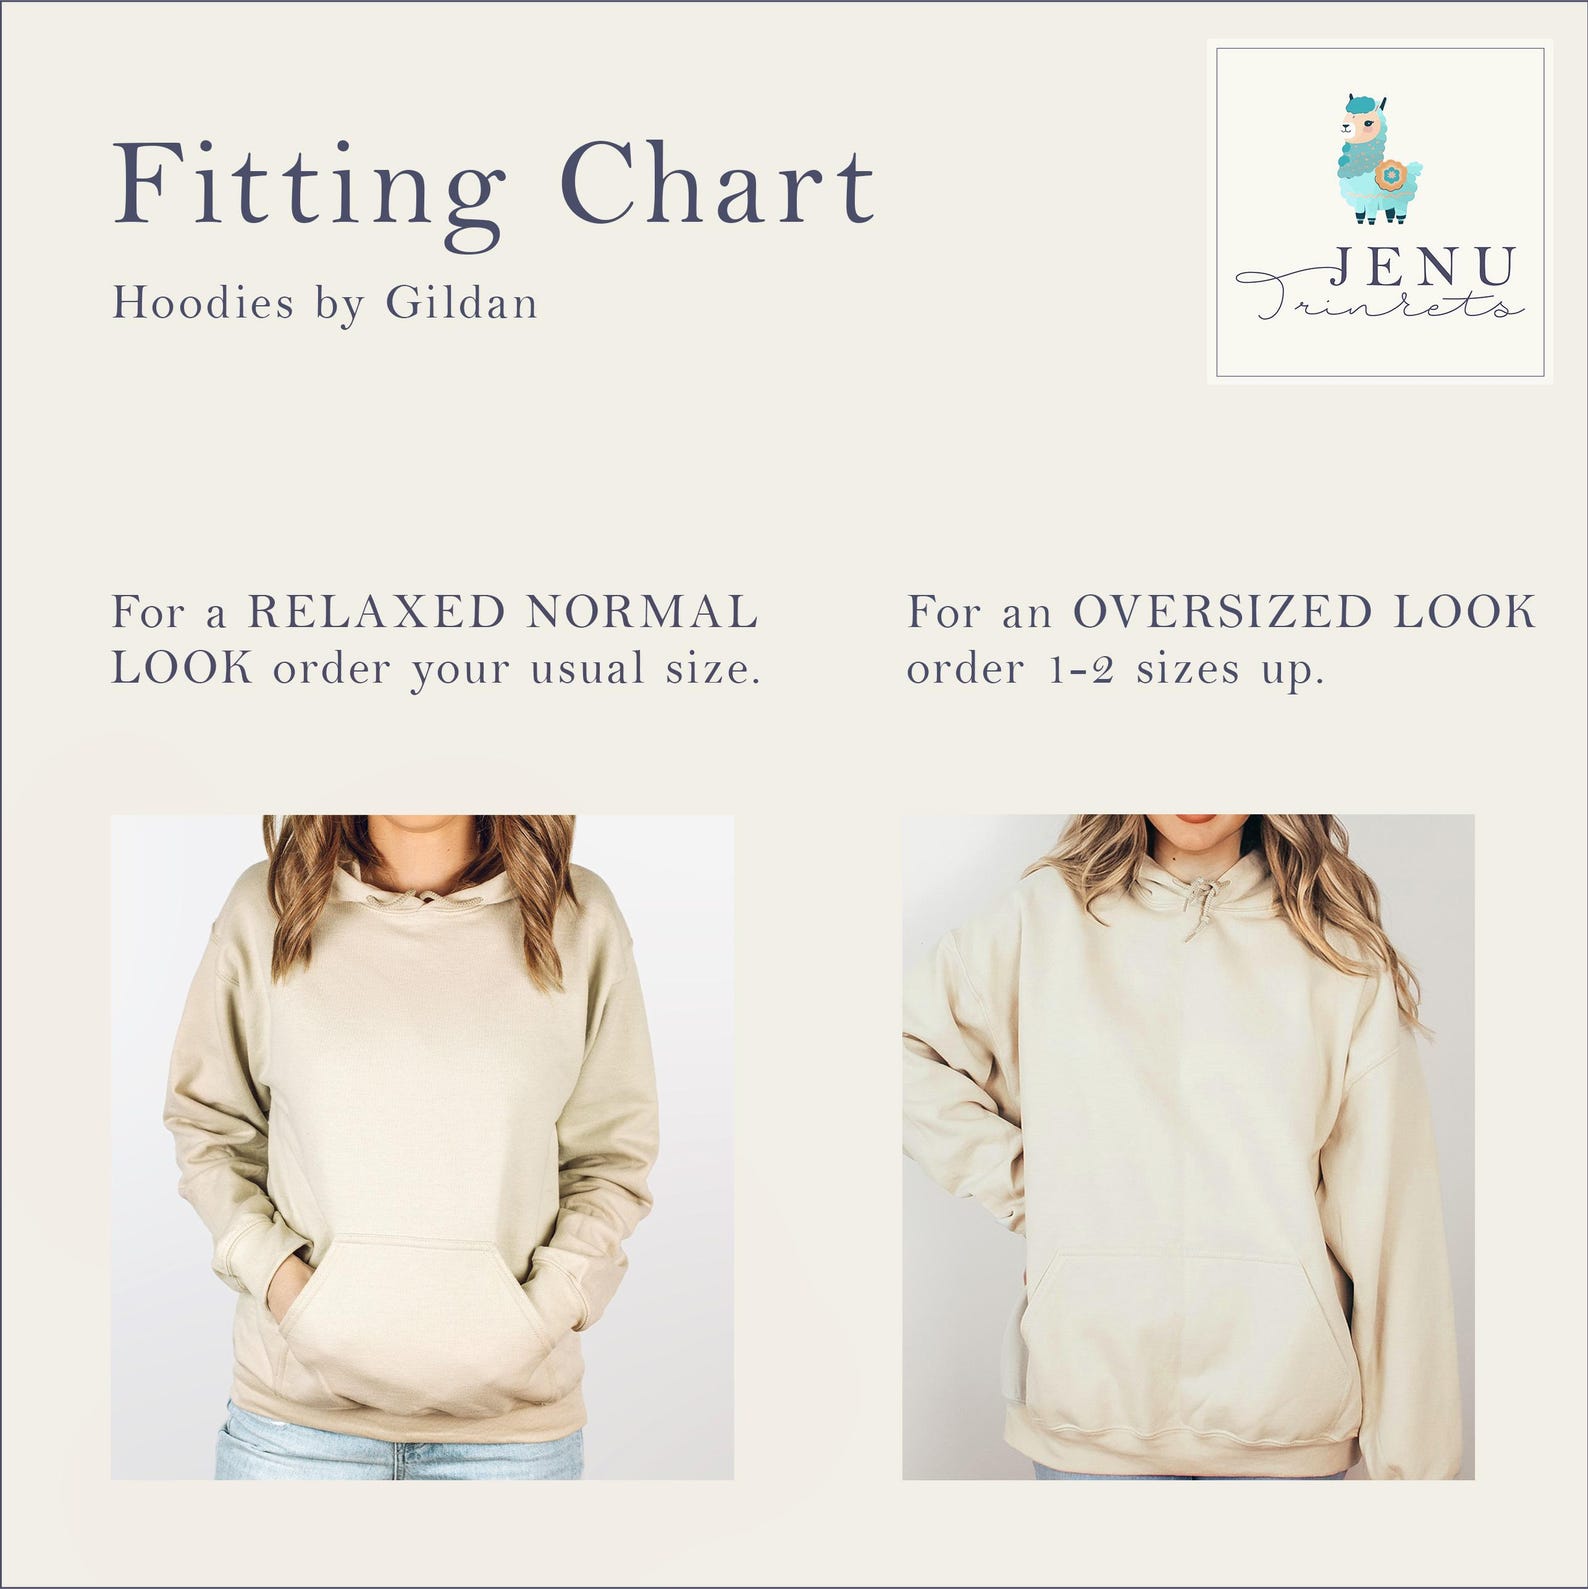 Fitting Chart
Hoodies by Gildan
JENU
Trinkets
For a RELAXED NORMAL
LOOK order your usual size.
For an OVERSIZED LOOK
order 1-2 sizes up.